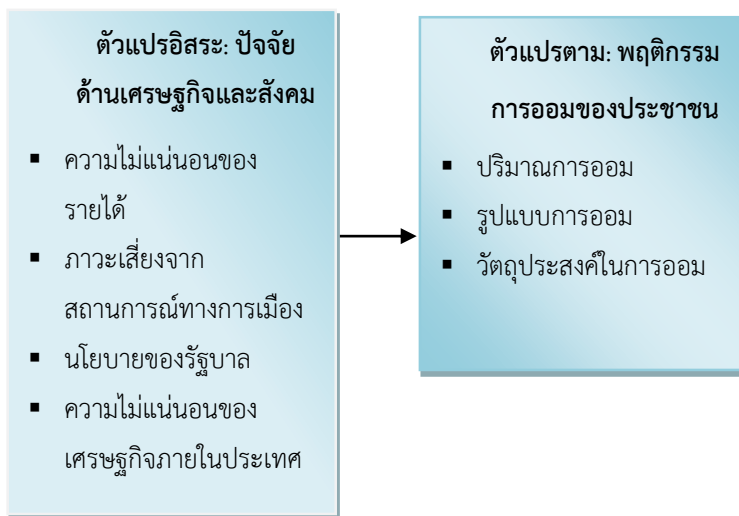 ตัวแปรอิสระ: ปัจจัย
ด้านเศรษฐกิจและสังคม
▪ ความไม่แน่นอนของ
รายได้
▪ ภาวะเสี่ยงจาก
สถานการณ์ทางการเมือง
▪ นโยบายของรัฐบาล
▪ ความไม่แน่นอนของ
เศรษฐกิจภายในประเทศ
ตัวแปรตาม: พฤติกรรม
การออมของประชาชน
▪ ปริมาณการออม
▪ รูปแบบการออม
▪ วัตถุประสงค์ในการออม